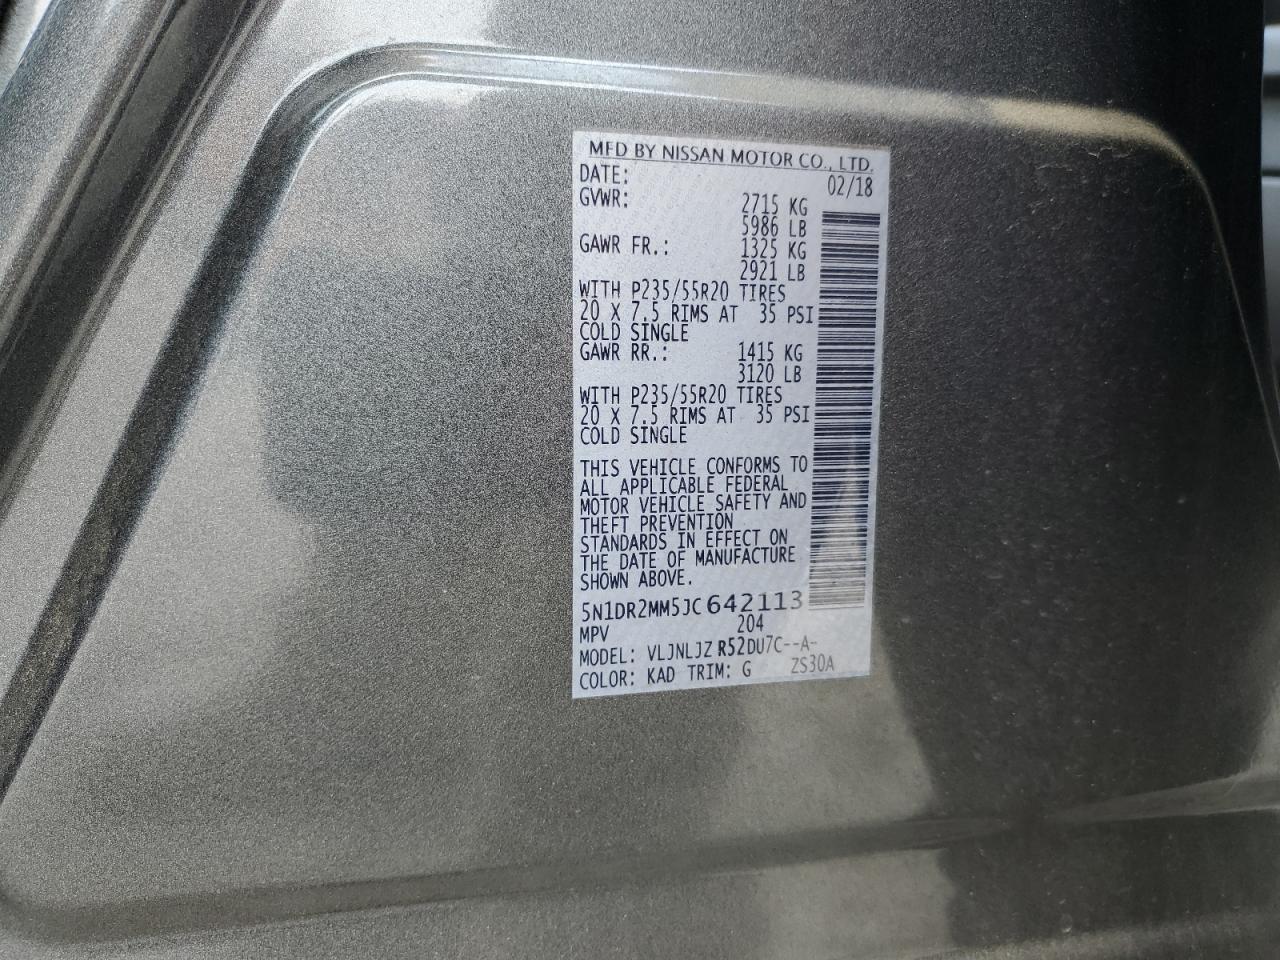 MFD BY NISSAN MOTOR CO., LTD.
DATE: 02/18
GVWR: 2715 KG
5986 LB
GAWR FR.: 1325 KG
2921 LB
WITH P235/55R20 TIRES
20 X 7.5 RIMS AT 35 PSI
COLD SINGLE
GAWR RR.: 1415 KG
3120 LB
WITH P235/55R20 TIRES
20 X 7.5 RIMS AT 35 PSI
COLD SINGLE
THIS VEHICLE CONFORMS TO
ALL APPLICABLE FEDERAL
MOTOR VEHICLE SAFETY AND
THEFT PREVENTION
STANDARDS IN EFFECT ON
THE DATE OF MANUFACTURE
SHOWN ABOVE.
5N1DR2MM5JC642113
MPV 204
MODEL: VLJNLJZ R52DU7C--A-
COLOR: KAD TRIM: G ZS30A